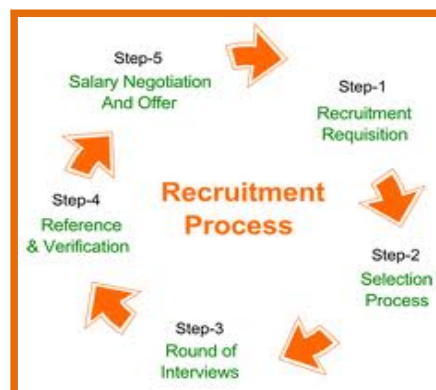 Step-5
Salary Negotiation
And Offer
Step-1
Recruitment
Requisition
Recruitment
Process
Step-4
Reference
& Verification
Step-2
Selection
Process
Step-3
Round of
Interviews